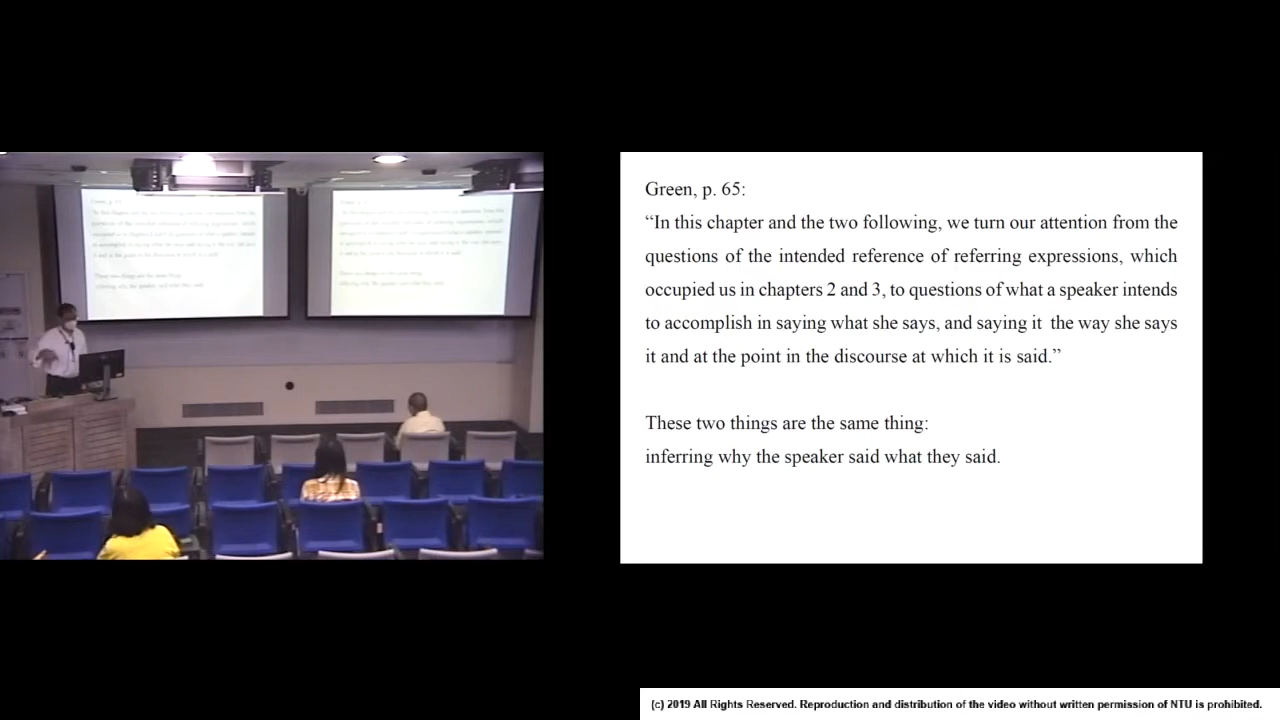 Green, p. 65:
“In this chapter and the two following, we turn our attention from the
questions of the intended reference of referring expressions, which
occupied us in chapters 2 and 3, to questions of what a speaker intends
to accomplish in saying what she says, and saying it the way she says
it and at the point in the discourse at which it is said.”
These two things are the same thing:
inferring why the speaker said what they said.
(c) 2019 All Rights Reserved. Reproduction and distribution of the video without written permission of NTU is prohibited.